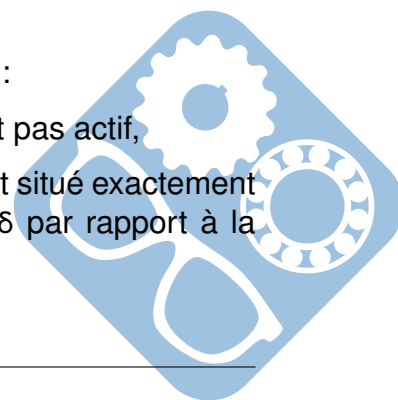 :
t pas actif,
t situé exactement
δ par rapport à la